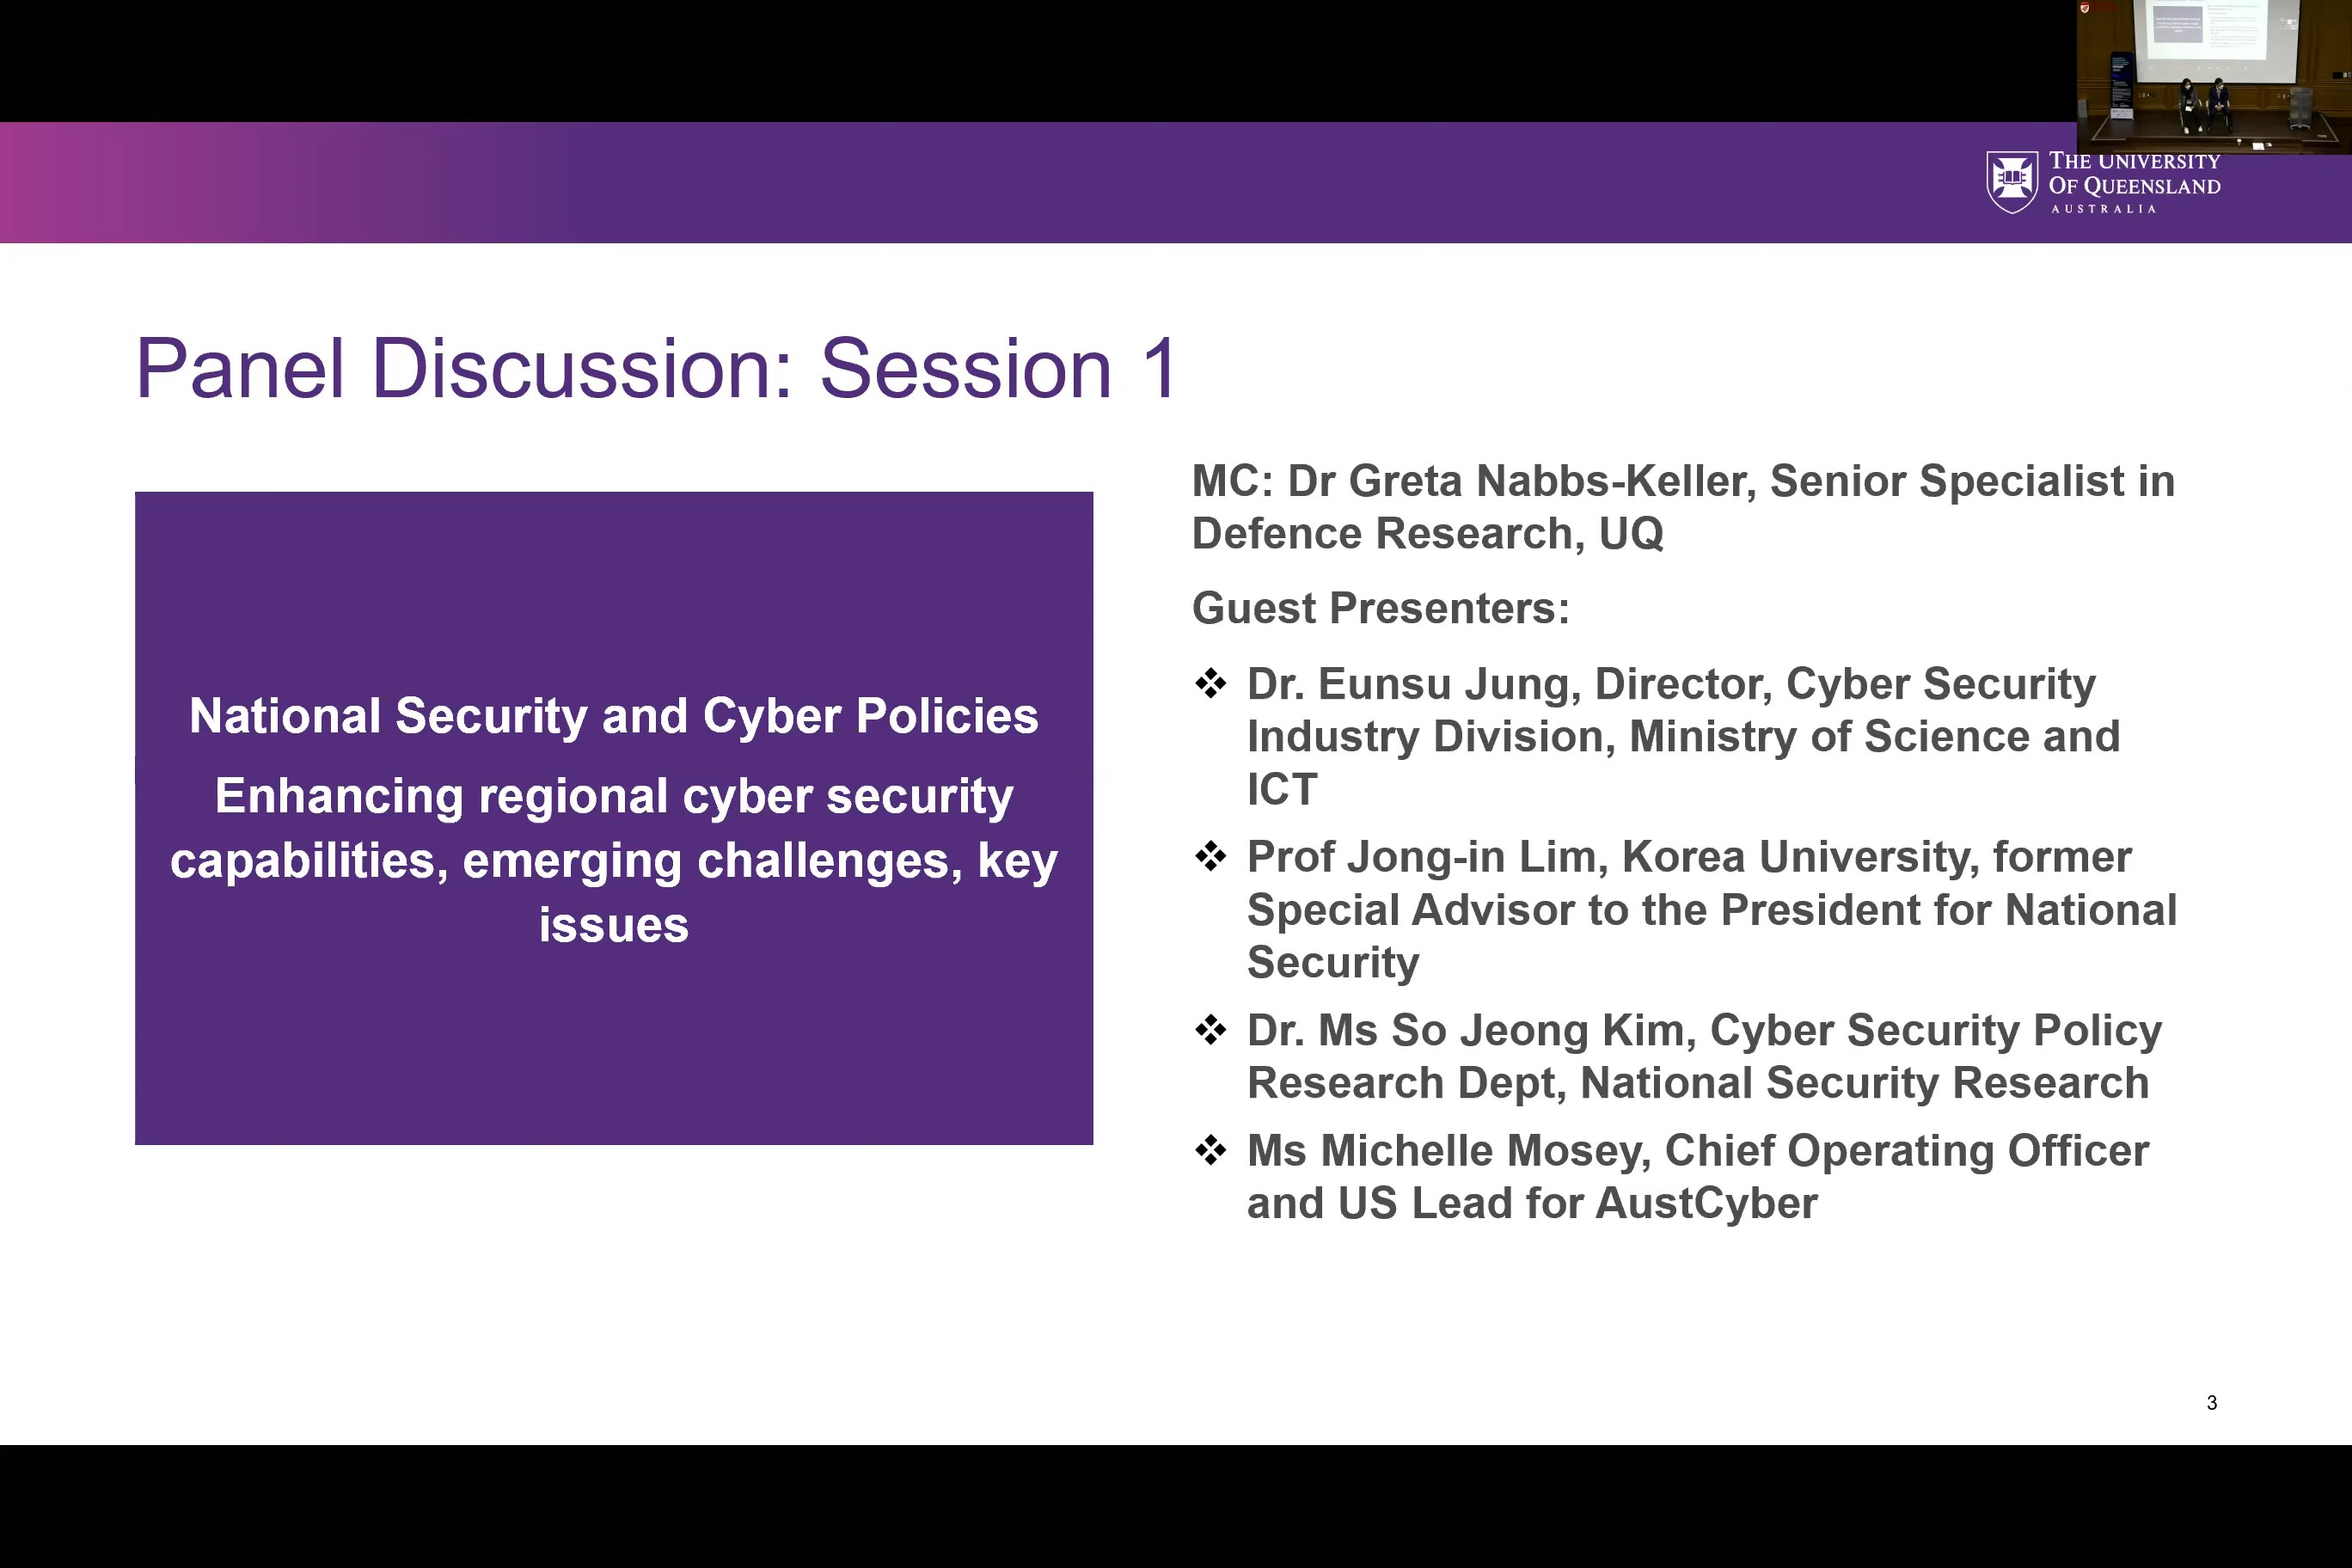 THE UNIVERSITY
OF QUEENSLAND
AUSTRALIA
Panel Discussion: Session 1
National Security and Cyber Policies
Enhancing regional cyber security
capabilities, emerging challenges, key
issues
MC: Dr Greta Nabbs-Keller, Senior Specialist in
Defence Research, UQ
Guest Presenters:
❖ Dr. Eunsu Jung, Director, Cyber Security
Industry Division, Ministry of Science and
ICT
❖ Prof Jong-in Lim, Korea University, former
Special Advisor to the President for National
Security
❖ Dr. Ms So Jeong Kim, Cyber Security Policy
Research Dept, National Security Research
❖ Ms Michelle Mosey, Chief Operating Officer
and US Lead for AustCyber
3